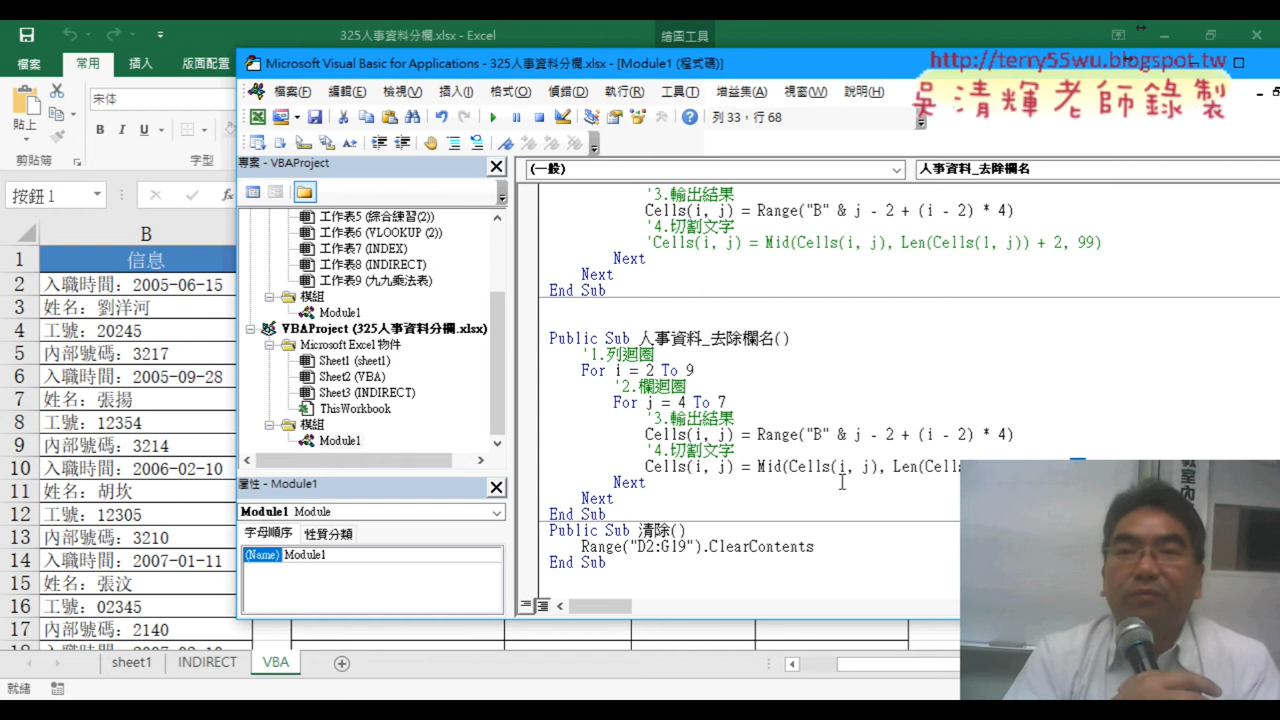 325人事資料分欄.xlsx - Excel
繪圖工具
檔案 常用 插入 版面配置
http://terry55wu.blogspot.tw
吳清輝老師錄製
Microsoft Visual Basic for Applications - 325人事資料分欄.xlsx - [Module1 (程式碼)]
檔案(F) 編輯(E) 檢視(V) 插入(I) 格式(O) 偵錯(D) 執行(R) 工具(T) 增益集(A) 視窗(W) 說明(H)
列 33，行 68
宋体
B I U
貼上
剪貼簿
字型
按鈕 1
fx
專案 - VBAProject
工作表5 (綜合練習(2))
工作表6 (VLOOKUP (2))
工作表7 (INDEX)
工作表8 (INDIRECT)
工作表9 (九九乘法表)
模組
Module1
VBAProject (325人事資料分欄.xlsx)
Microsoft Excel 物件
Sheet1 (sheet1)
Sheet2 (VBA)
Sheet3 (INDIRECT)
ThisWorkbook
模組
Module1
屬性 - Module1
Module1 Module
字母順序 性質分類
(Name) Module1
(一般)
人事資料_去除欄名
'3.輸出結果
Cells(i, j) = Range("B" & j - 2 + (i - 2) * 4)
'4.切割文字
'Cells(i, j) = Mid(Cells(i, j), Len(Cells(1, j)) + 2, 99)
Next
Next
End Sub
Public Sub 人事資料_去除欄名()
'1.列迴圈
For i = 2 To 9
'2.欄迴圈
For j = 4 To 7
'3.輸出結果
Cells(i, j) = Range("B" & j - 2 + (i - 2) * 4)
'4.切割文字
Cells(i, j) = Mid(Cells(i, j), Len(Cells
Next
Next
End Sub
Public Sub 清除()
Range("D2:G19").ClearContents
End Sub
B
1 信息
2 入職時間：2005-06-15
3 姓名：劉洋河
4 工號：20245
5 內部號碼：3217
6 入職時間：2005-09-28
7 姓名：張揚
8 工號：12354
9 內部號碼：3214
10 入職時間：2006-02-10
11 姓名：胡坎
12 工號：12305
13 內部號碼：3210
14 入職時間：2007-01-11
15 姓名：張汶
16 工號：02345
17 內部號碼：2140
sheet1 INDIRECT VBA
就緒